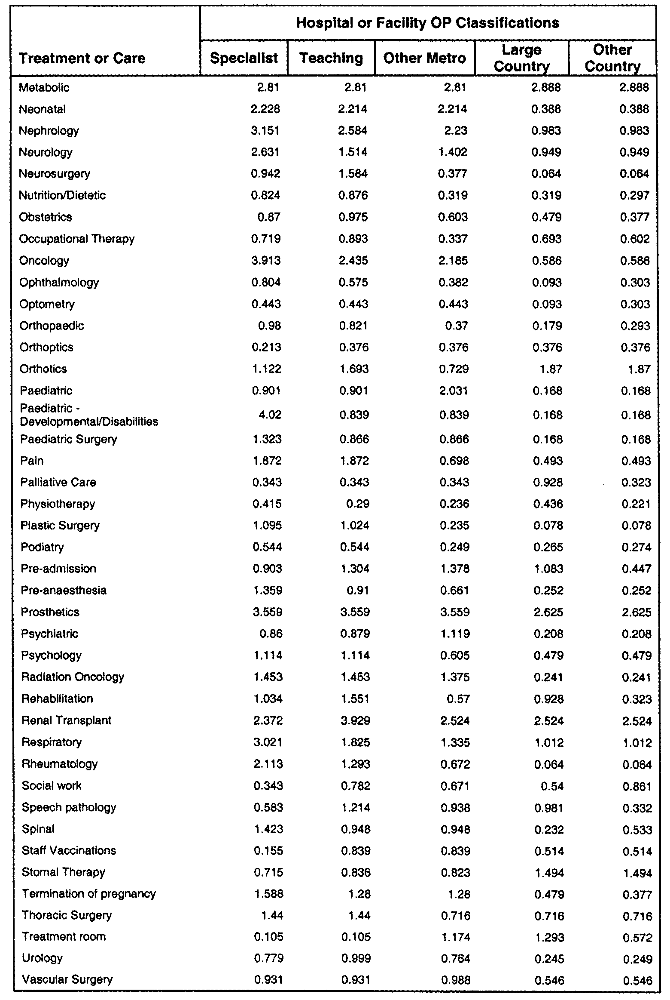 Hospital or Facility OP Classifications
Treatment or Care Specialist Teaching Other Metro Large Country Other Country
Metabolic 2.81 2.81 2.81 2.888 2.888
Neonatal 2.228 2.214 2.214 0.388 0.388
Nephrology 3.151 2.584 2.23 0.983 0.983
Neurology 2.631 1.514 1.402 0.949 0.949
Neurosurgery 0.942 1.584 0.377 0.064 0.064
Nutrition/Dietetic 0.824 0.876 0.319 0.319 0.297
Obstetrics 0.87 0.975 0.603 0.479 0.377
Occupational Therapy 0.719 0.893 0.337 0.693 0.602
Oncology 3.913 2.435 2.185 0.586 0.586
Ophthalmology 0.804 0.575 0.382 0.093 0.303
Optometry 0.443 0.443 0.443 0.093 0.303
Orthopaedic 0.98 0.821 0.37 0.179 0.293
Orthoptics 0.213 0.376 0.376 0.376 0.376
Orthotics 1.122 1.693 0.729 1.87 1.87
Paediatric 0.901 0.901 2.031 0.168 0.168
Paediatric -
Developmental/Disabilities 4.02 0.839 0.839 0.168 0.168
Paediatric Surgery 1.323 0.866 0.866 0.168 0.168
Pain 1.872 1.872 0.698 0.493 0.493
Palliative Care 0.343 0.343 0.343 0.928 0.323
Physiotherapy 0.415 0.29 0.236 0.436 0.221
Plastic Surgery 1.095 1.024 0.235 0.078 0.078
Podiatry 0.544 0.544 0.249 0.265 0.274
Pre-admission 0.903 1.304 1.378 1.083 0.447
Pre-anaesthesia 1.359 0.91 0.661 0.252 0.252
Prosthetics 3.559 3.559 3.559 2.625 2.625
Psychiatric 0.86 0.879 1.119 0.208 0.208
Psychology 1.114 1.114 0.605 0.479 0.479
Radiation Oncology 1.453 1.453 1.375 0.241 0.241
Rehabilitation 1.034 1.551 0.57 0.928 0.323
Renal Transplant 2.372 3.929 2.524 2.524 2.524
Respiratory 3.021 1.825 1.335 1.012 1.012
Rheumatology 2.113 1.293 0.672 0.064 0.064
Social work 0.343 0.782 0.671 0.54 0.861
Speech pathology 0.583 1.214 0.938 0.981 0.332
Spinal 1.423 0.948 0.948 0.232 0.533
Staff Vaccinations 0.155 0.839 0.839 0.514 0.514
Stomal Therapy 0.715 0.836 0.823 1.494 1.494
Termination of pregnancy 1.588 1.28 1.28 0.479 0.377
Thoracic Surgery 1.44 1.44 0.716 0.716 0.716
Treatment room 0.105 0.105 1.174 1.293 0.572
Urology 0.779 0.999 0.764 0.245 0.249
Vascular Surgery 0.931 0.931 0.988 0.546 0.546